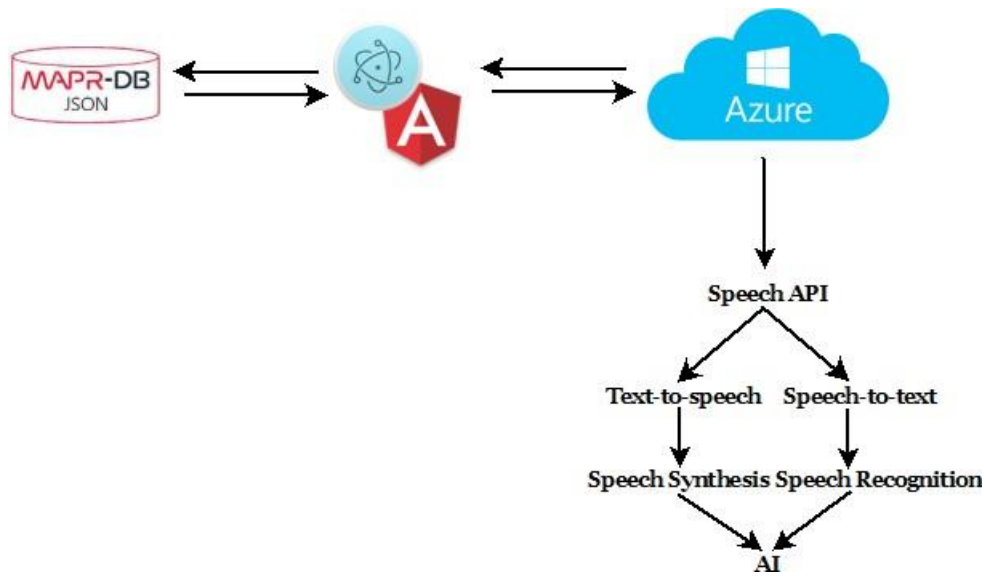 MAPR-DB
JSON
A
Azure
Speech API
Text-to-speech Speech-to-text
Speech Synthesis Speech Recognition
AI